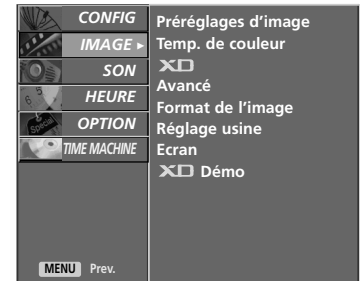 CONFIG
IMAGE
SON
HEURE
OPTION
TIME MACHINE
MENU Prev.
Préréglages d'image
Temp. de couleur
XD
Avancé
Format de l'image
Réglage usine
Ecran
XD Démo